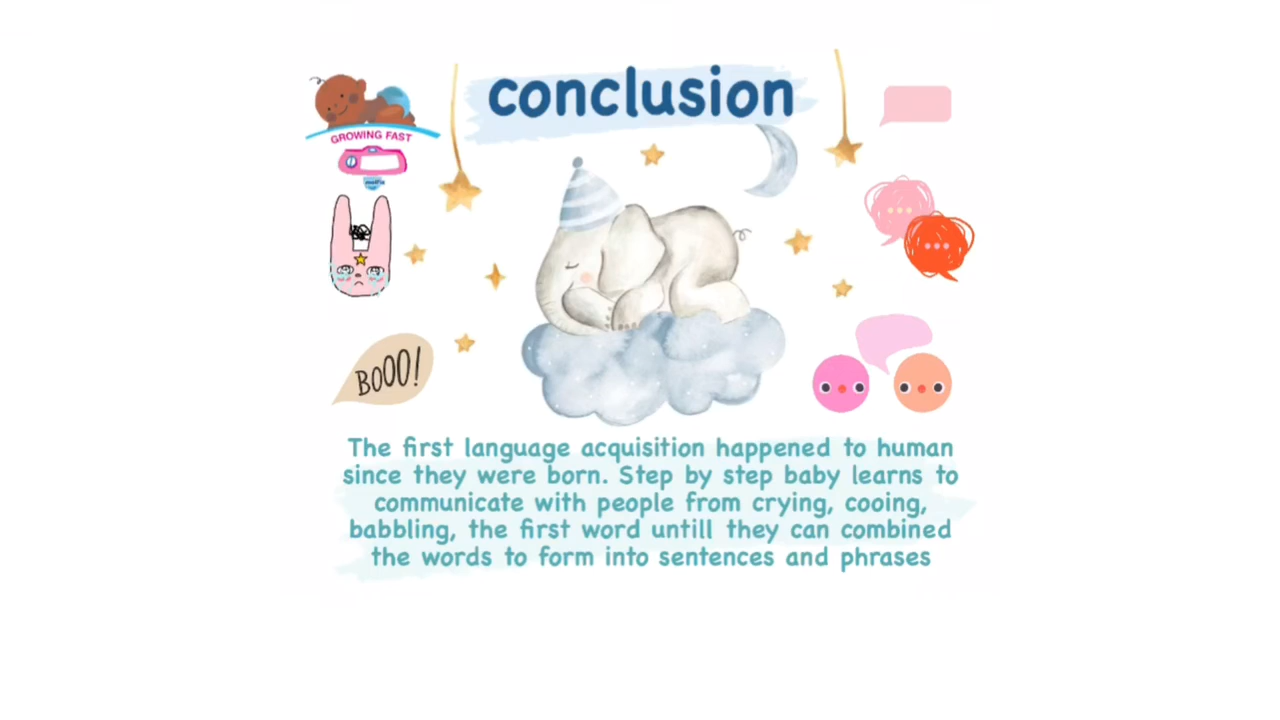 conclusion
GROWING FAST
BOOO!
The first language acquisition happened to human
since they were born. Step by step baby learns to
communicate with people from crying, cooing,
babbling, the first word untill they can combined
the words to form into sentences and phrases